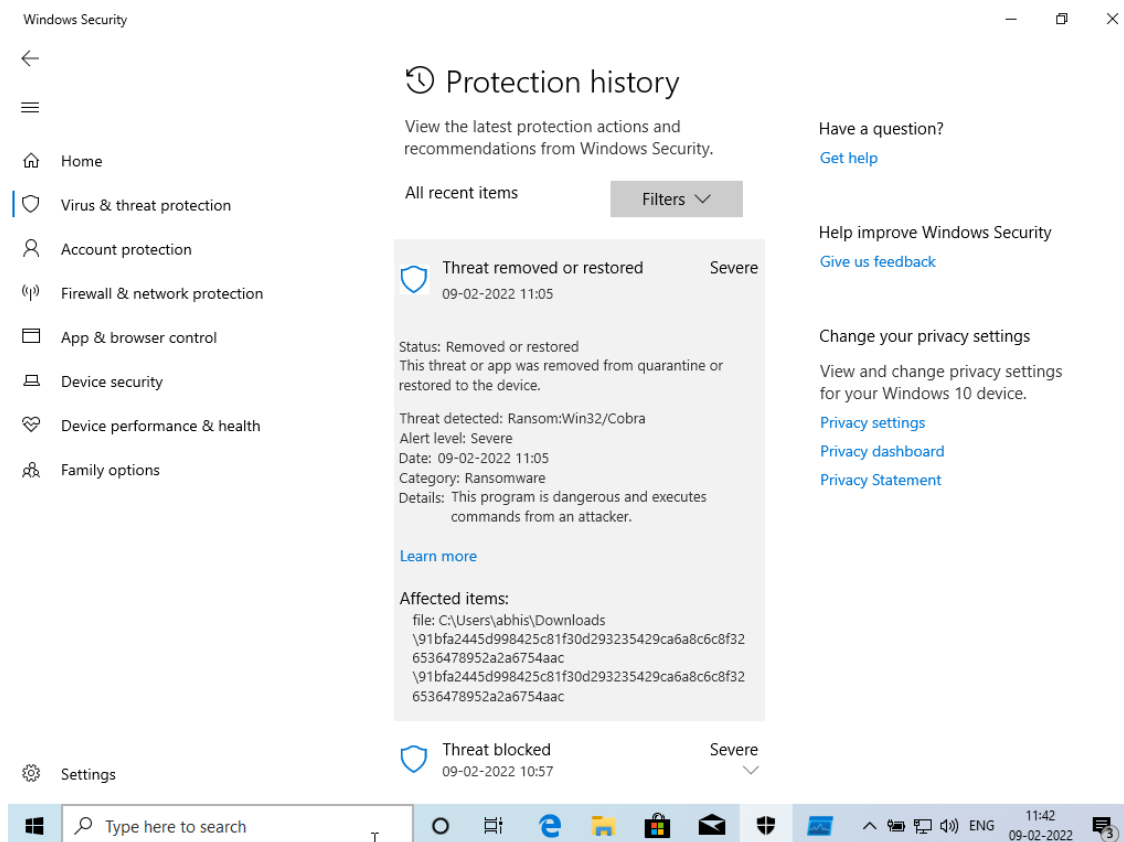 Windows Security
Protection history
View the latest protection actions and
recommendations from Windows Security.
All recent items
Filters
Home
Virus & threat protection
Account protection
Firewall & network protection
App & browser control
Device security
Device performance & health
Family options
Settings
Threat removed or restored
Severe
09-02-2022 11:05
Status: Removed or restored
This threat or app was removed from quarantine or
restored to the device.
Threat detected: Ransom:Win32/Cobra
Alert level: Severe
Date: 09-02-2022 11:05
Category: Ransomware
Details: This program is dangerous and executes
commands from an attacker.
Learn more
Affected items:
file: C:\Users\abhis\Downloads
\91bfa2445d998425c81f30d293235429ca6a8c6c8f32
6536478952a2a6754aac
\91bfa2445d998425c81f30d293235429ca6a8c6c8f32
6536478952a2a6754aac
Threat blocked
Severe
09-02-2022 10:57
Have a question?
Get help
Help improve Windows Security
Give us feedback
Change your privacy settings
View and change privacy settings
for your Windows 10 device.
Privacy settings
Privacy dashboard
Privacy Statement
Type here to search
ENG
11:42
09-02-2022
3